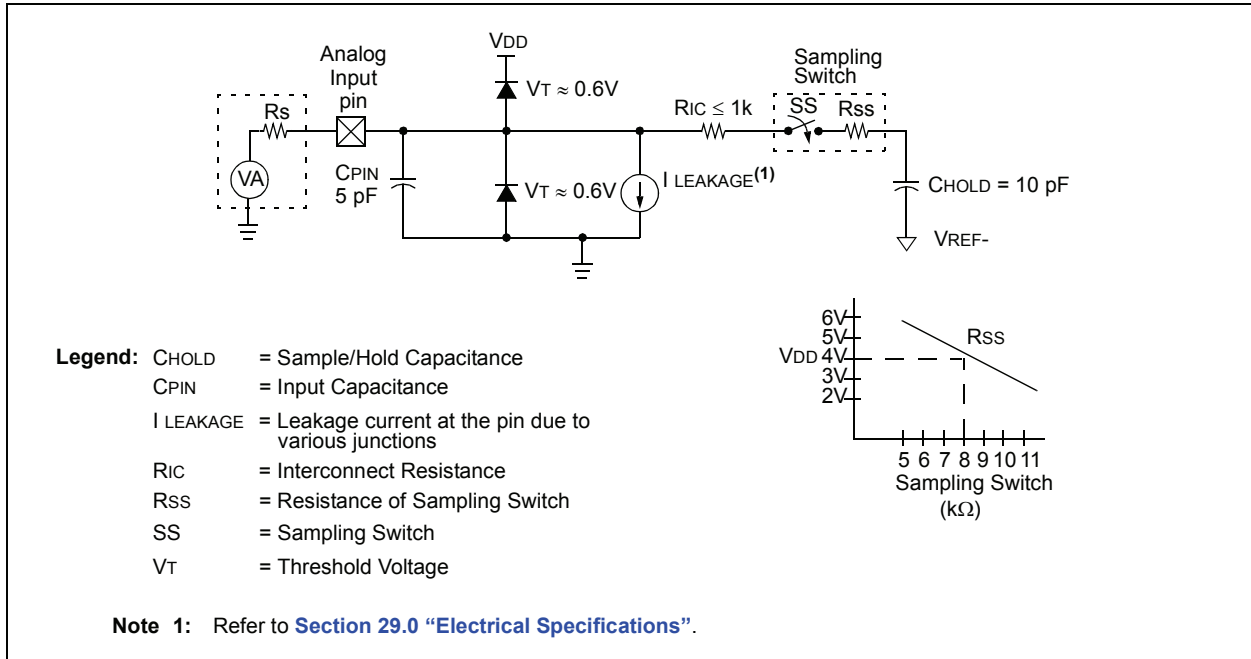 VDD
Analog
Input
pin
Sampling
Switch
VT ≈ 0.6V
Rs
RIC ≤ 1k
SS
Rss
VA
CPIN
5 pF
VT ≈ 0.6V
I LEAKAGE(1)
CHOLD = 10 pF
VREF-
6V
5V
VDD 4V
3V
2V
RSS
5 6 7 8 9 10 11
Sampling Switch
(kΩ)
Legend: CHOLD = Sample/Hold Capacitance
CPIN = Input Capacitance
I LEAKAGE = Leakage current at the pin due to
various junctions
RIC = Interconnect Resistance
RSS = Resistance of Sampling Switch
SS = Sampling Switch
VT = Threshold Voltage
Note 1: Refer to Section 29.0 “Electrical Specifications”.